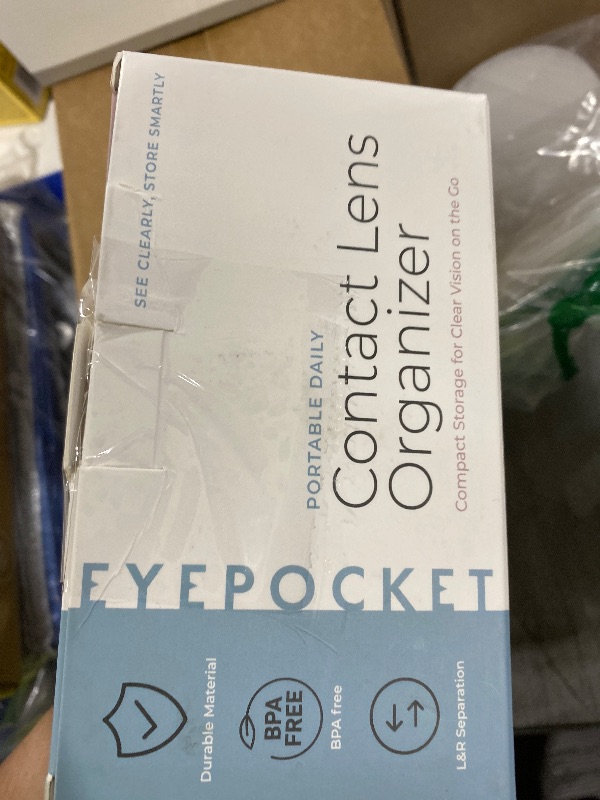 SEE CLEARLY, STORE SMARTLY
PORTABLE DAILY
Contact Lens
Organizer
Compact Storage for Clear Vision on the Go
EYEPOCKET
Durable Material
BPA
FREE
BPA free
L&R Separation